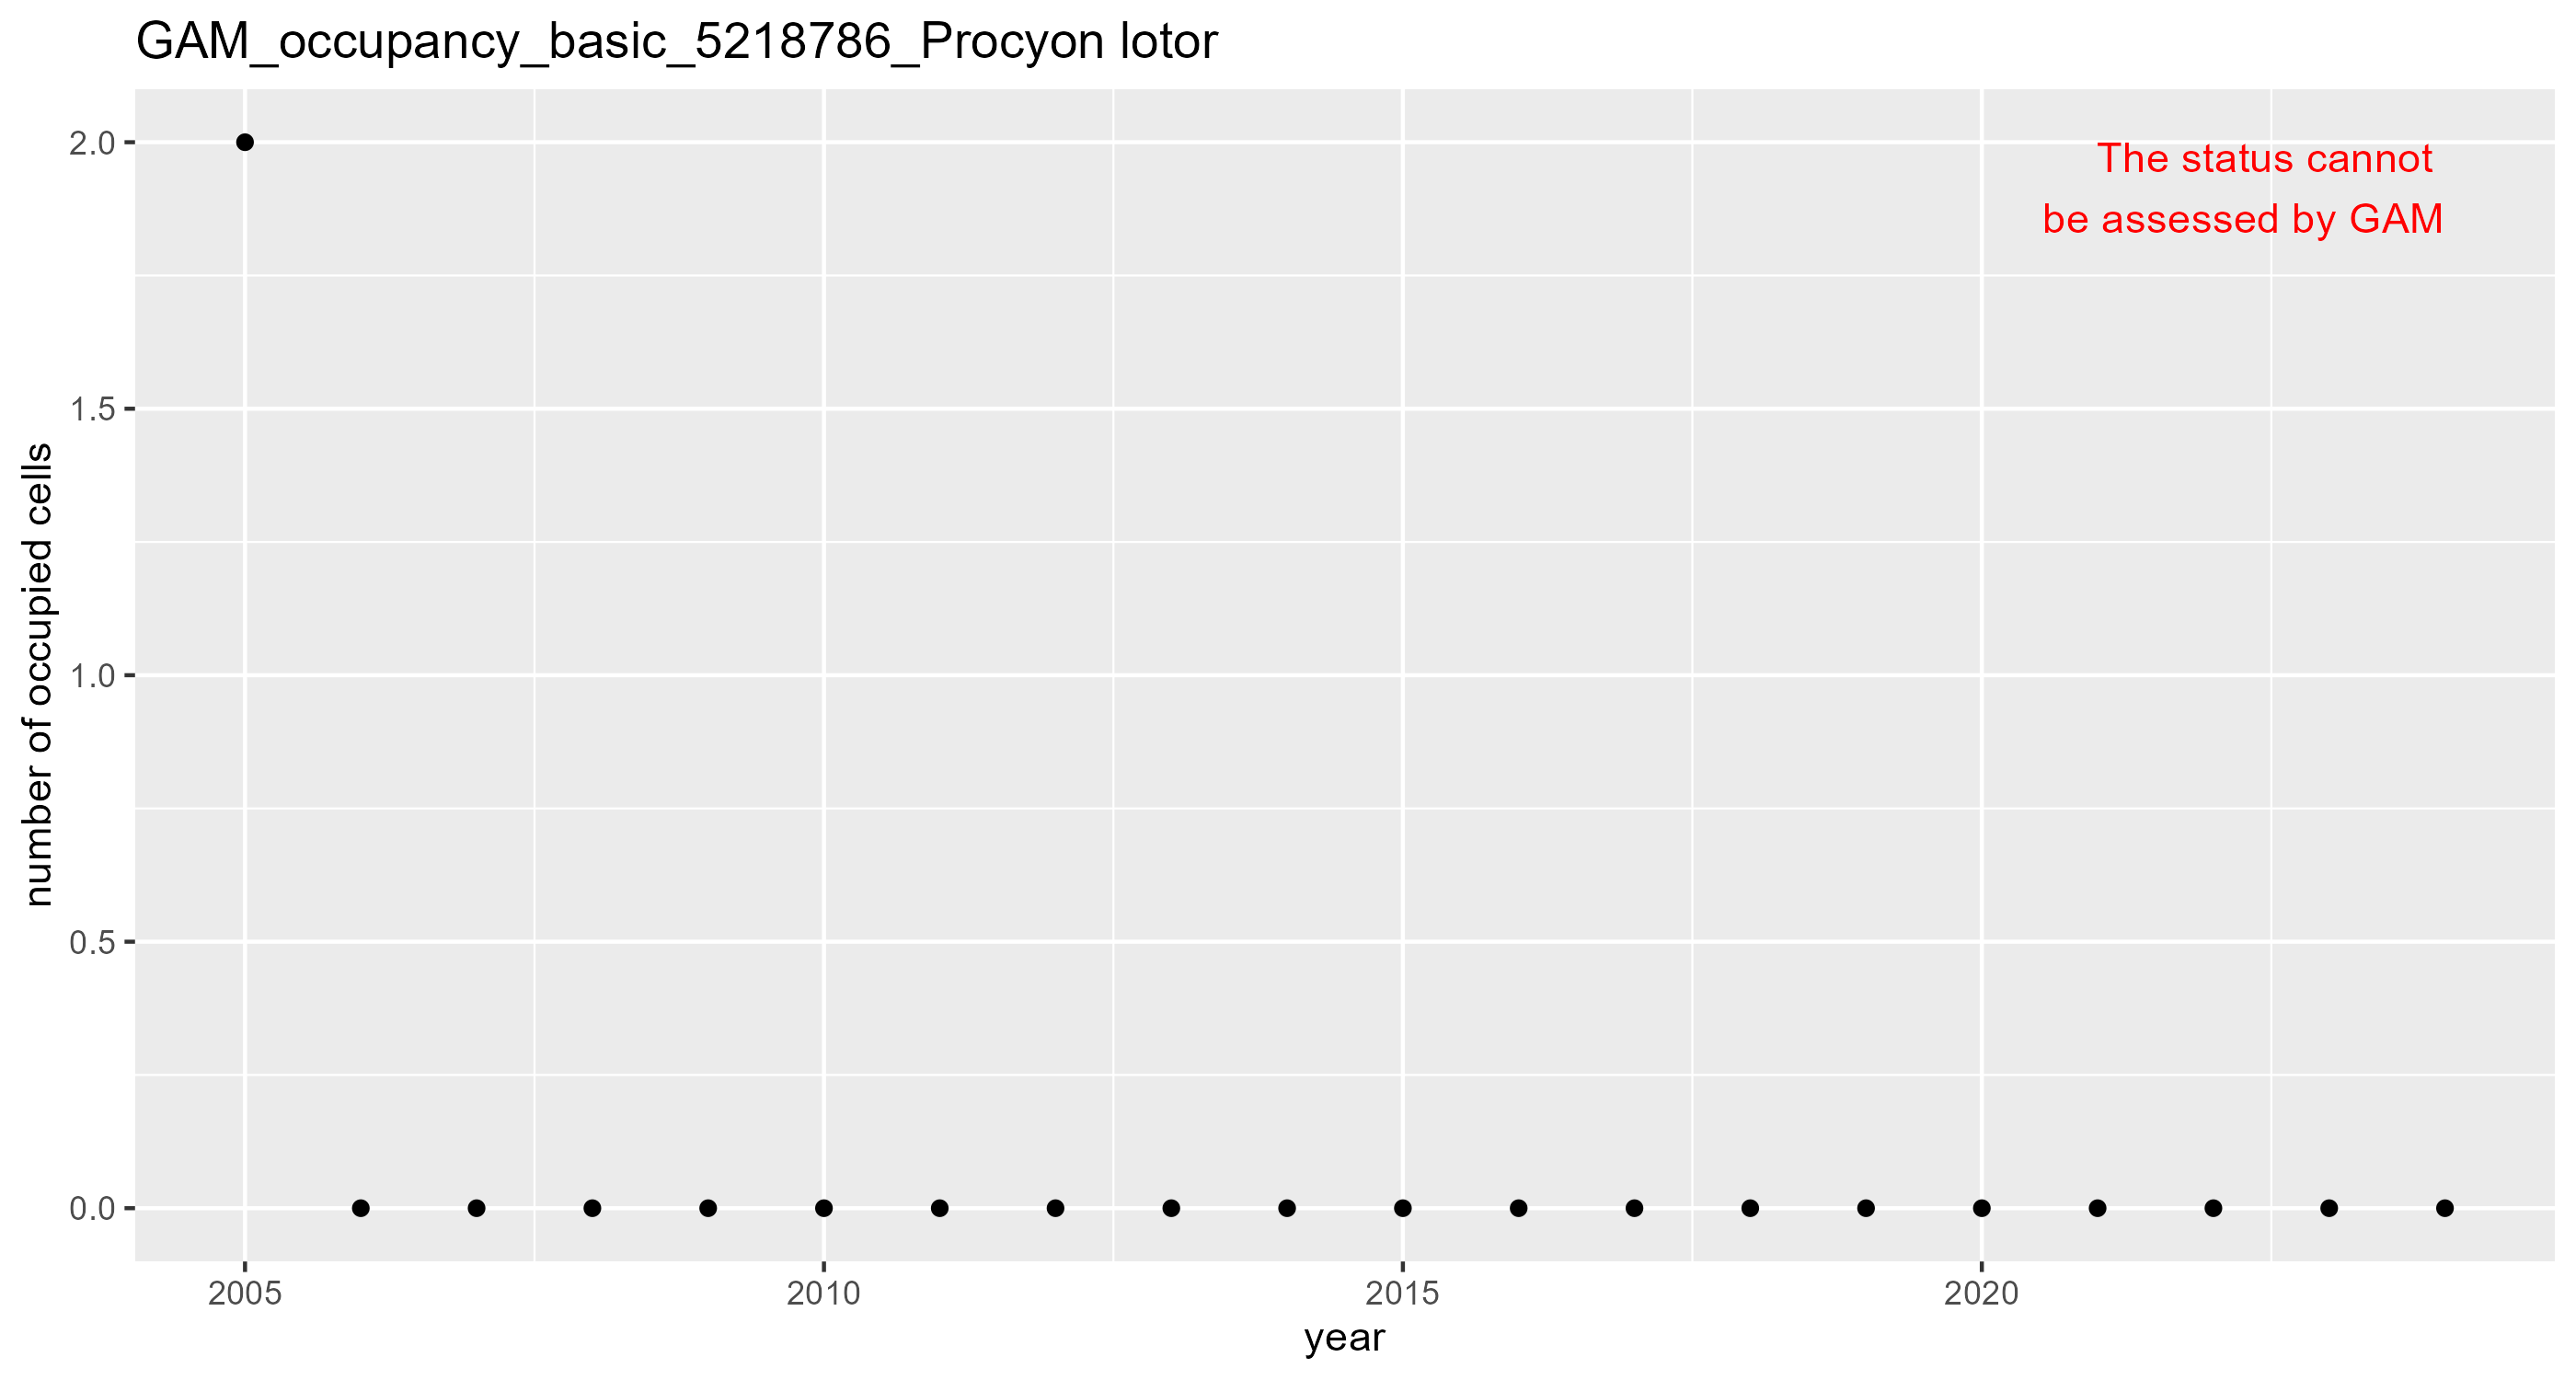 GAM_occupancy_basic_5218786_Procyon lotor
The status cannot
be assessed by GAM
number of occupied cells
2.0
1.5
1.0
0.5
0.0
2005
2010
2015
2020
year